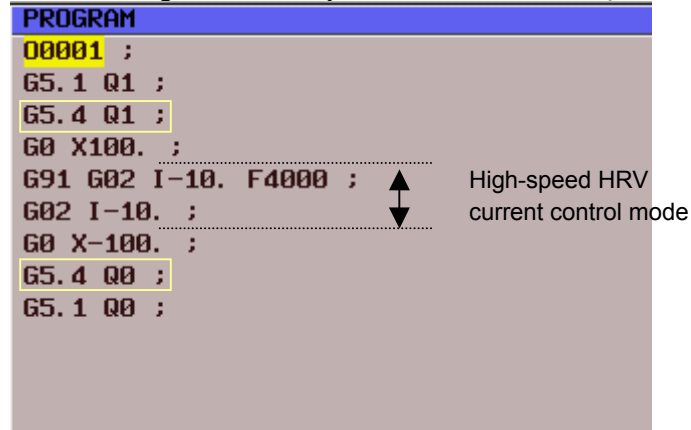 PROGRAM
O0001 ;
G5.1 Q1 ;
G5.4 Q1 ;
G0 X100. ;
G91 G02 I-10. F4000 ;
G02 I-10. ;
G0 X-100. ;
G5.4 Q0 ;
G5.1 Q0 ;
High-speed HRV
current control mode